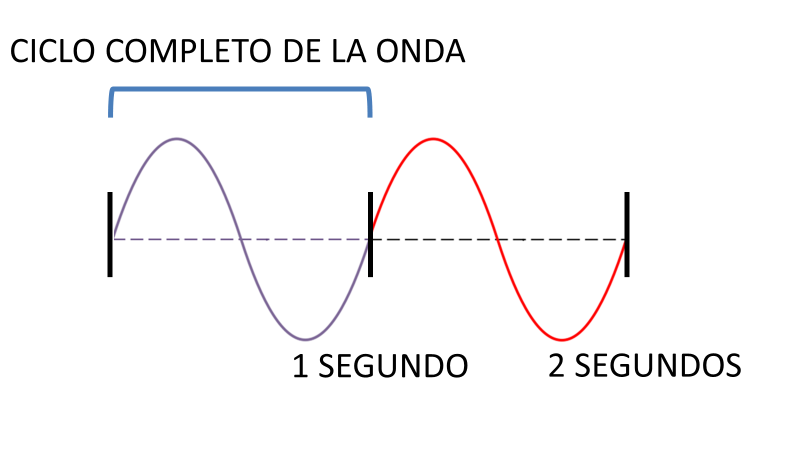 CICLO COMPLETO DE LA ONDA
1 SEGUNDO
2 SEGUNDOS